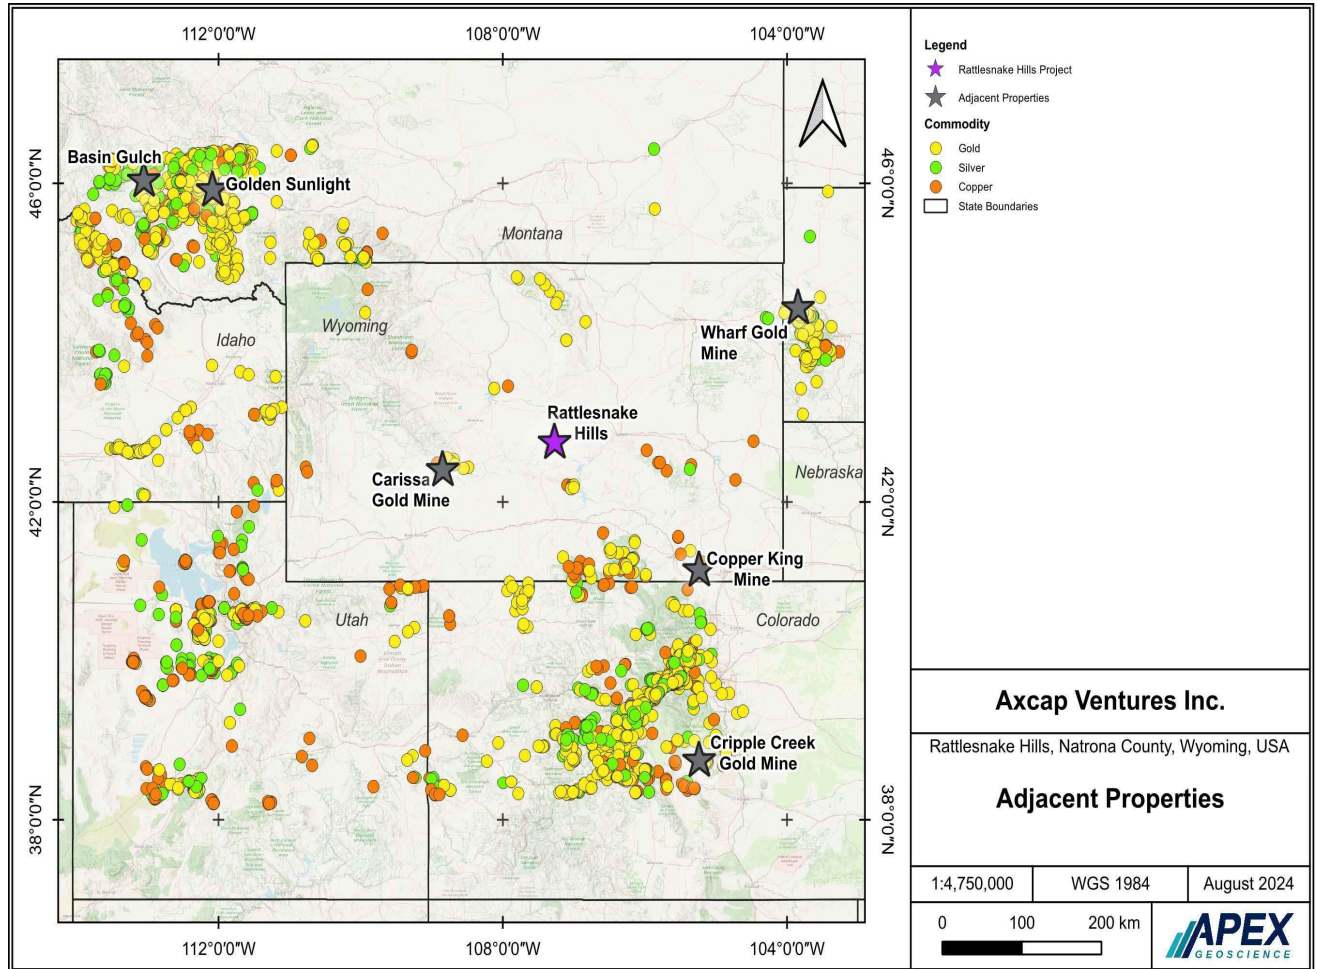 112°0'0"W
108°0'0"W
104°0'0"W
46°0'0"N
42°0'0"N
38°0'0"N
46°0'0"N
42°0'0"N
38°0'0"N
Basin Gulch
Golden Sunlight
Montana
Wyoming
Idaho
Wharf Gold
Mine
Rattlesnake
Hills
Carissa
Gold Mine
Nebraska
Copper King
Mine
Utah
Colorado
Cripple Creek
Gold Mine
112°0'0"W
108°0'0"W
104°0'0"W
Legend
Rattlesnake Hills Project
Adjacent Properties
Commodity
Gold
Silver
Copper
State Boundaries
Axcap Ventures Inc.
Rattlesnake Hills, Natrona County, Wyoming, USA
Adjacent Properties
1:4,750,000
WGS 1984
August 2024
0 100 200 km
APEX
GEOSCIENCE